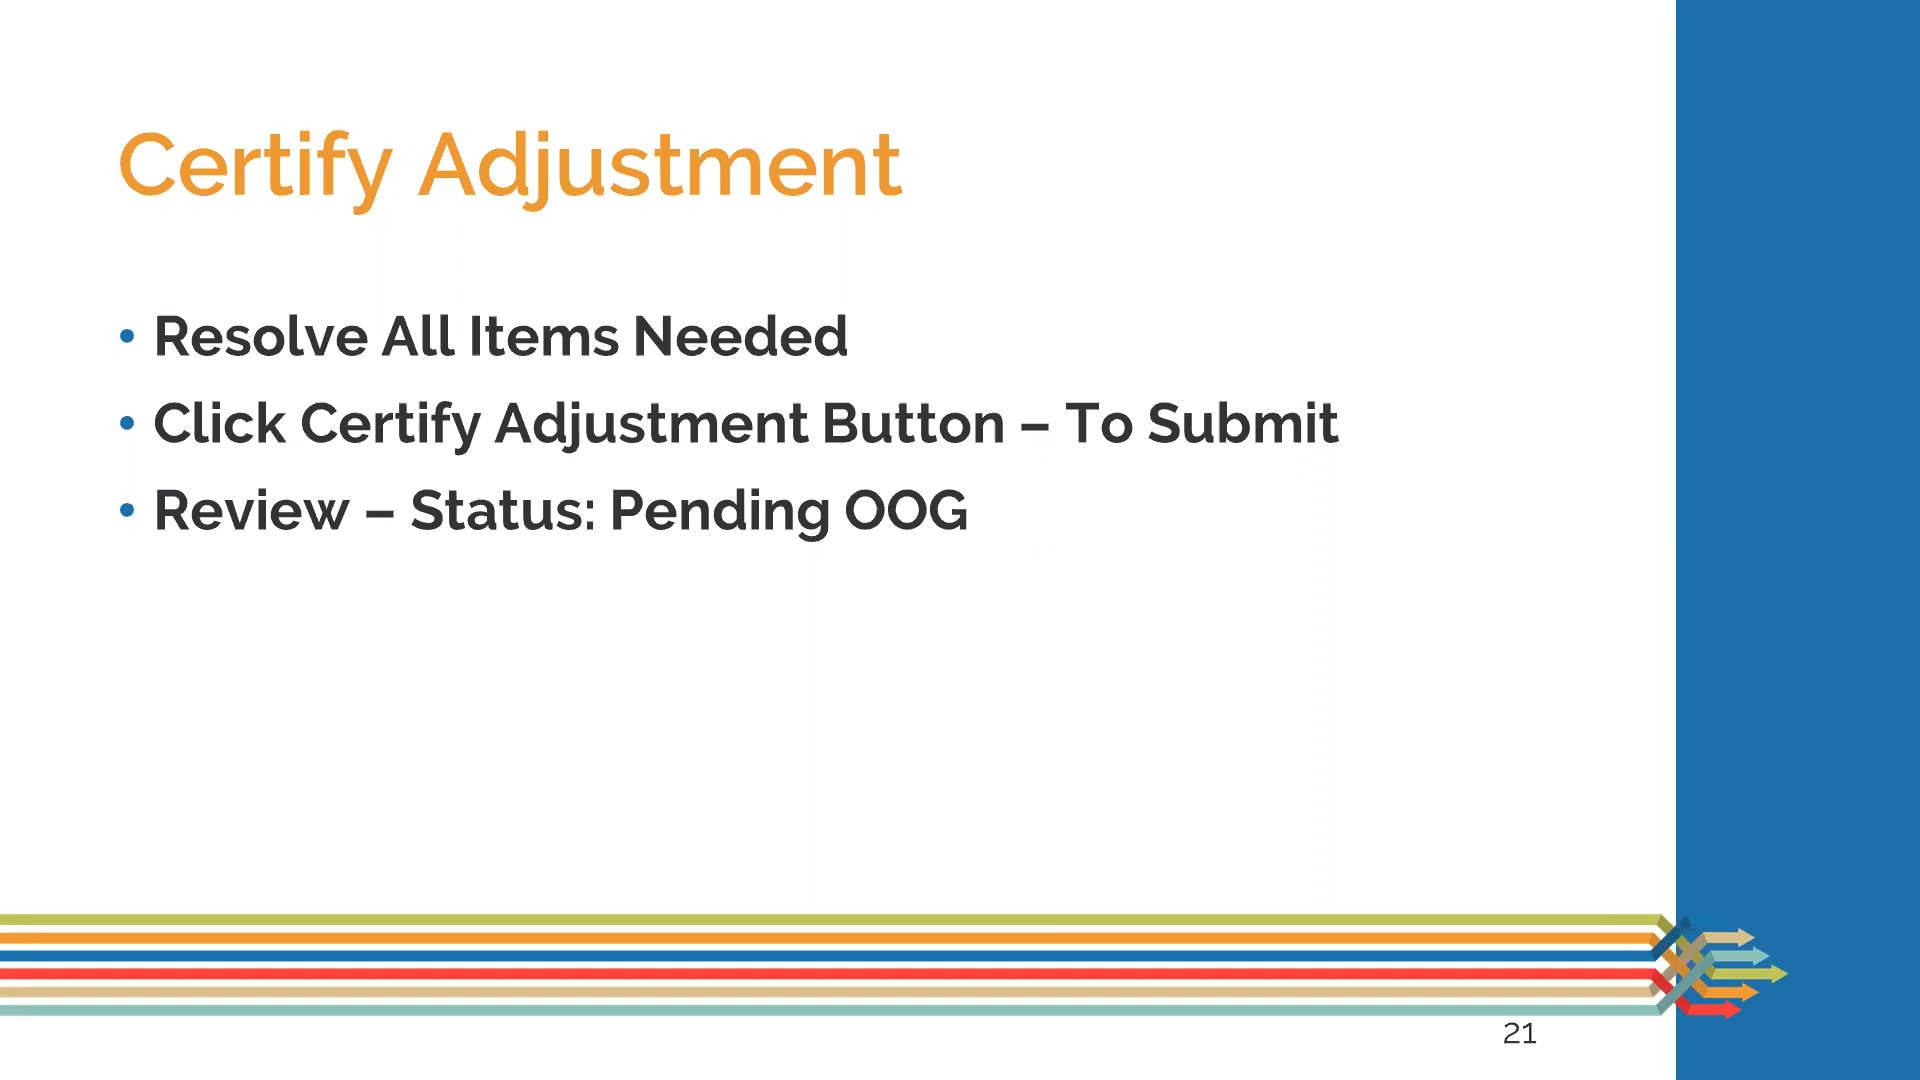 Certify Adjustment
• Resolve All Items Needed
• Click Certify Adjustment Button – To Submit
• Review – Status: Pending OOG
21